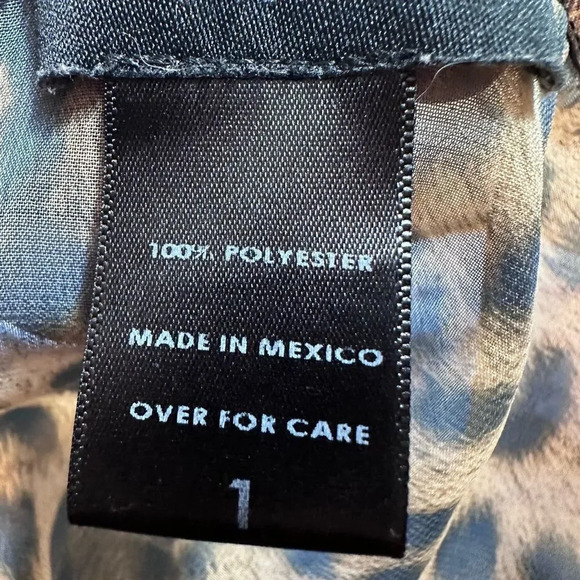 100% POLYESTER
MADE IN MEXICO
OVER FOR CARE
1